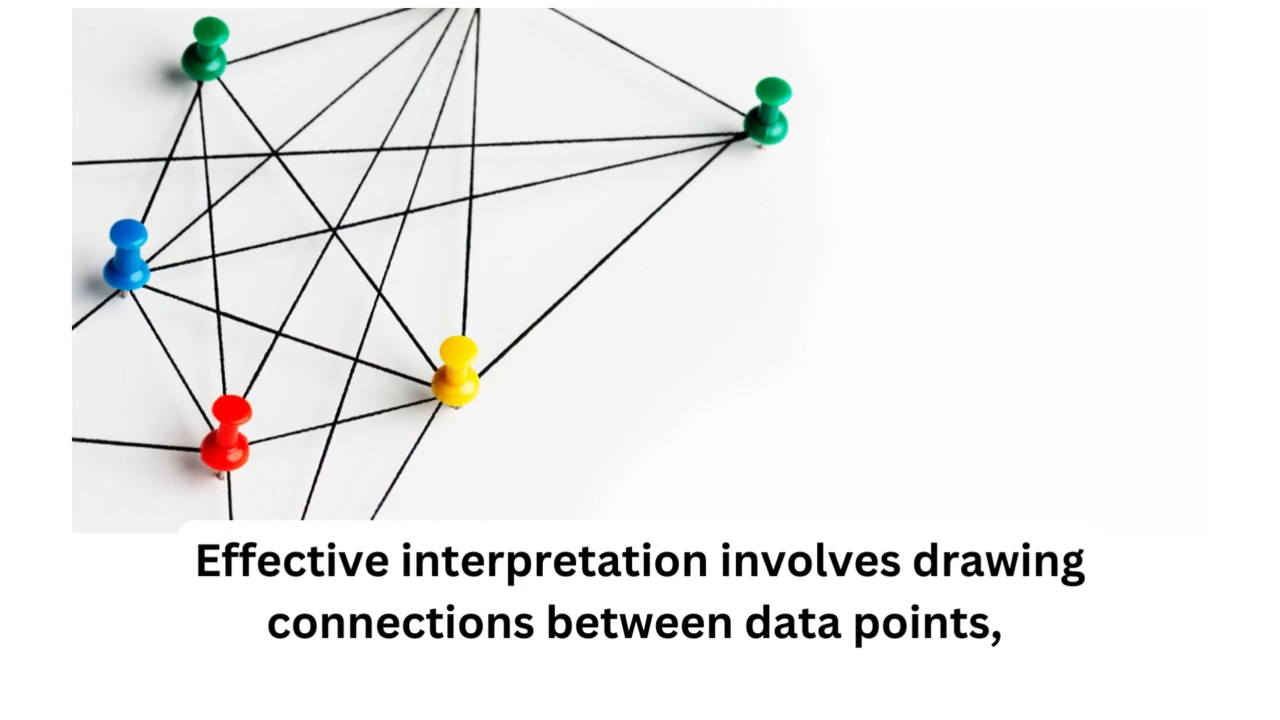 Effective interpretation involves drawing
connections between data points,